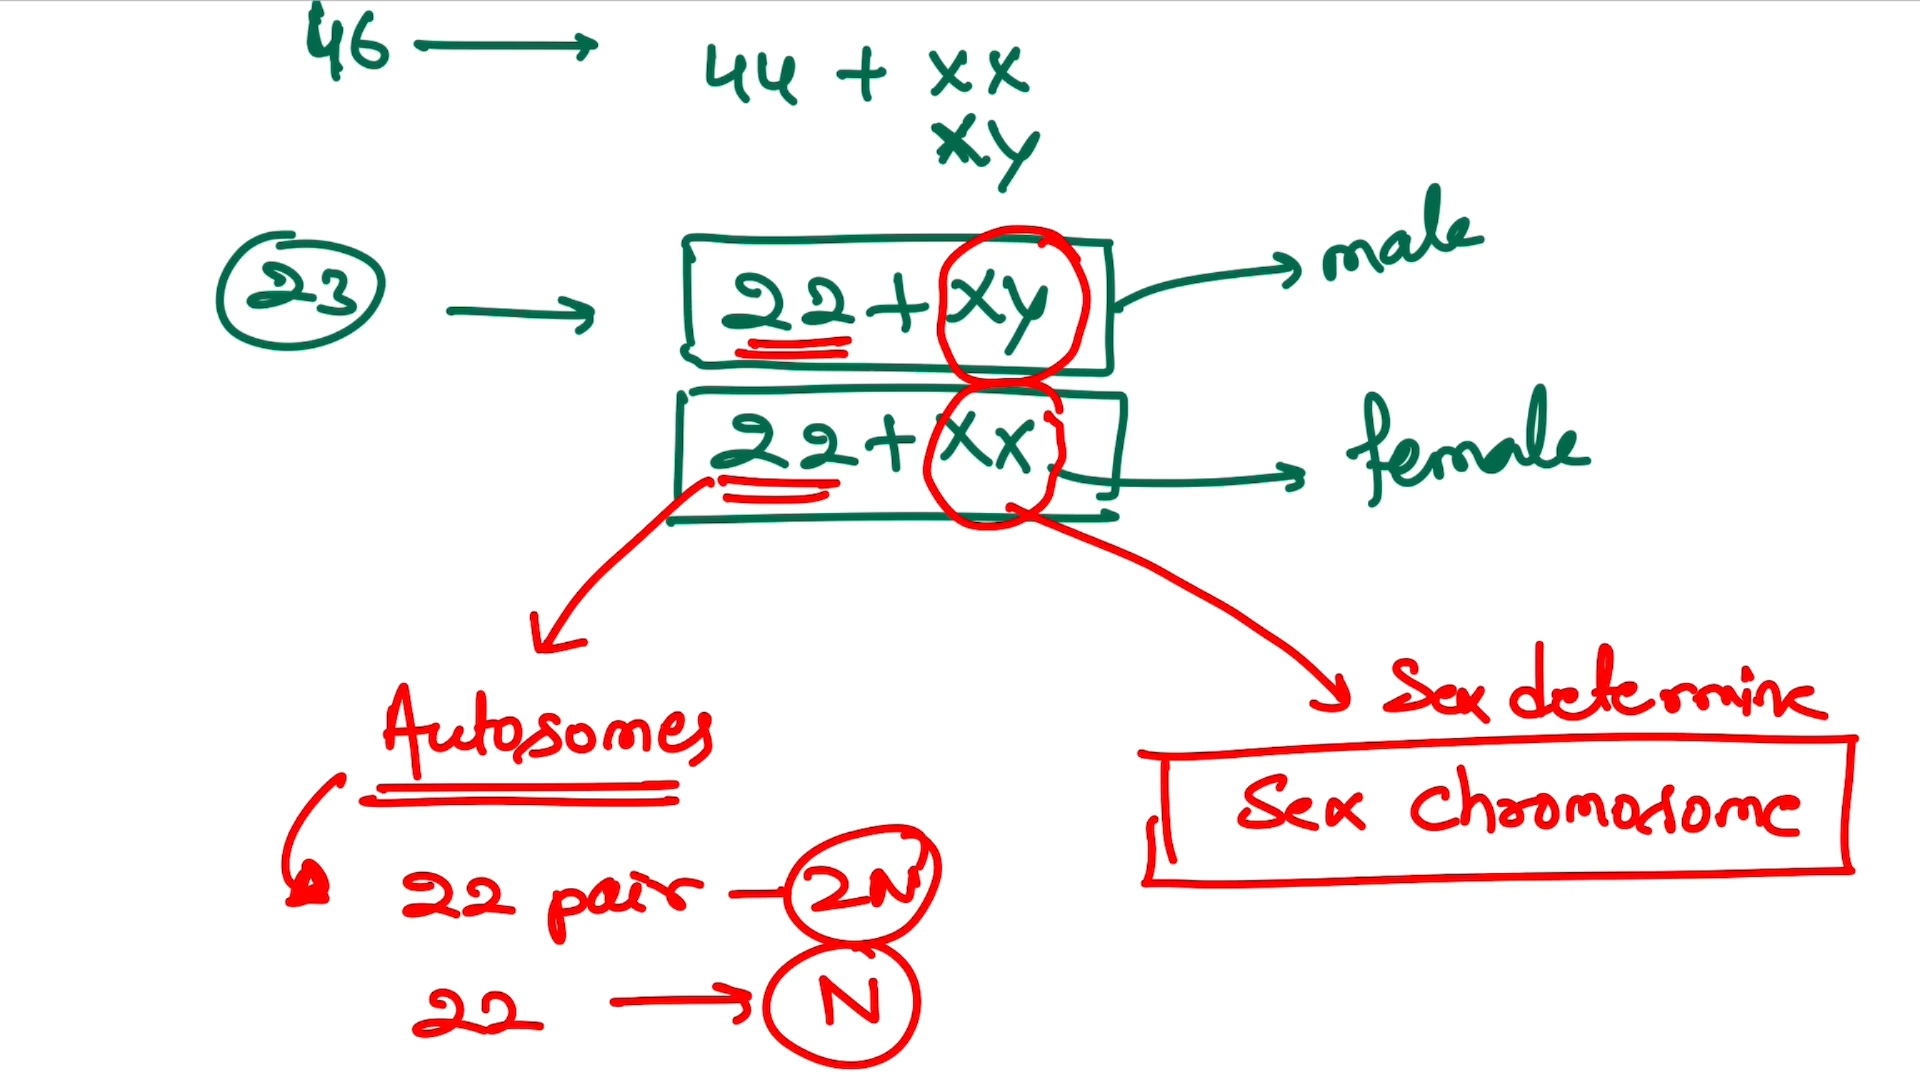 46 → 44 + xx
xy
23 → 22 + xy → male
22 + xx → female
Autosomes
Sex determine
Sex chromosome
22 pair – 2N
22 → N